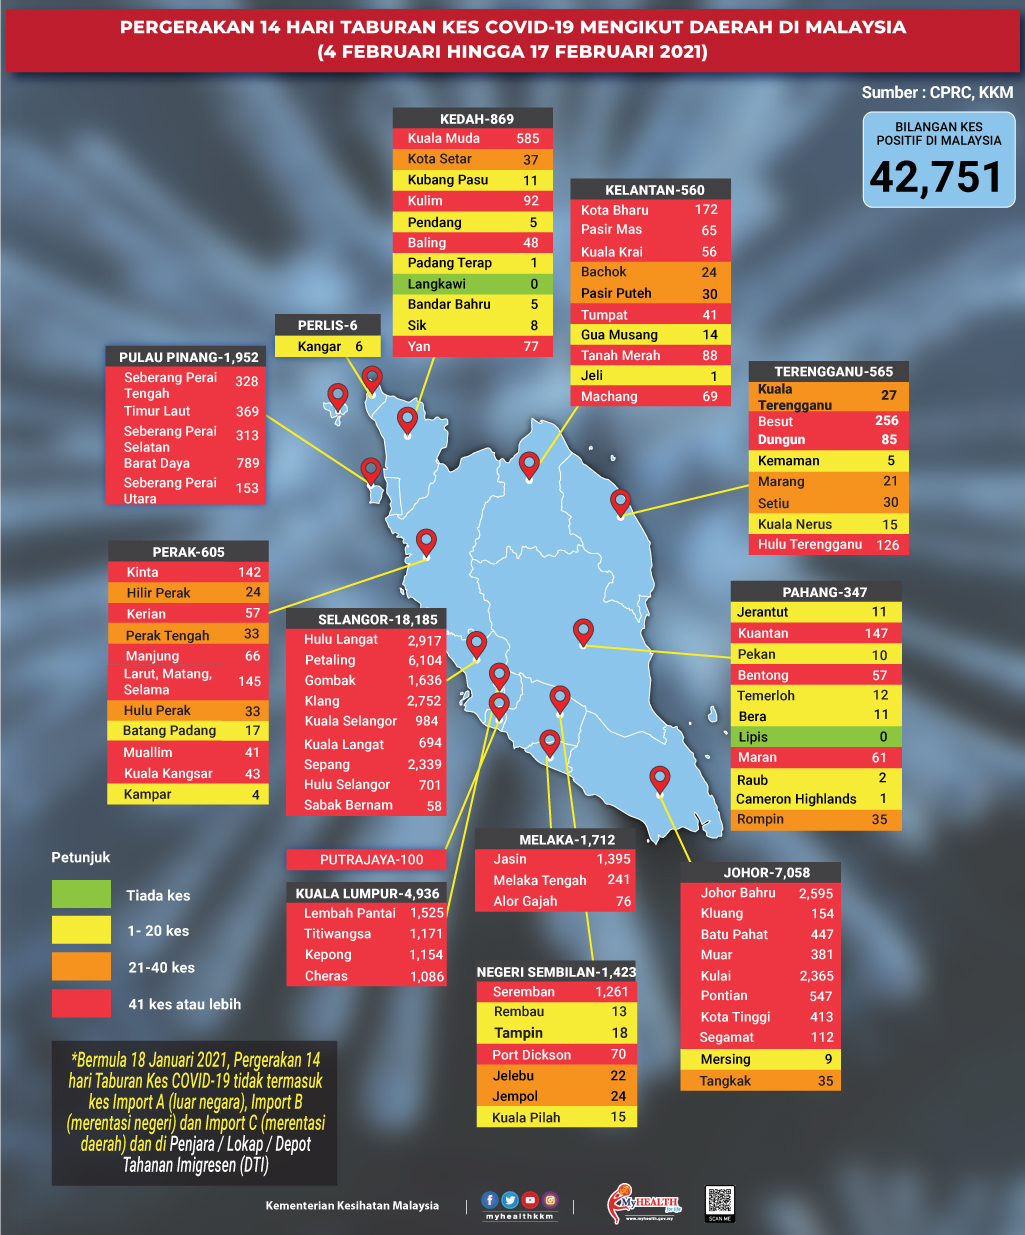 PERGERAKAN 14 HARI TABURAN KES COVID-19 MENGIKUT DAERAH DI MALAYSIA
(4 FEBRUARI HINGGA 17 FEBRUARI 2021)
Sumber : CPRC, KKM
BILANGAN KES
POSITIF DI MALAYSIA
42,751
KEDAH-869
Kuala Muda 585
Kota Setar 37
Kubang Pasu 11
Kulim 92
Pendang 5
Baling 48
Padang Terap 1
Langkawi 0
Bandar Bahru 5
Sik 8
Yan 77
KELANTAN-560
Kota Bharu 172
Pasir Mas 65
Kuala Krai 56
Bachok 24
Pasir Puteh 30
Tumpat 41
Gua Musang 14
Tanah Merah 88
Jeli 1
Machang 69
PERLIS-6
Kangar 6
PULAU PINANG-1,952
Seberang Perai
Tengah 328
Timur Laut 369
Seberang Perai
Selatan 313
Barat Daya 789
Seberang Perai
Utara 153
TERENGGANU-565
Kuala
Terengganu 27
Besut 256
Dungun 85
Kemaman 5
Marang 21
Setiu 30
Kuala Nerus 15
Hulu Terengganu 126
PERAK-605
Kinta 142
Hilir Perak 24
Kerian 57
Perak Tengah 33
Manjung 66
Larut, Matang,
Selama 145
Hulu Perak 33
Batang Padang 17
Muallim 41
Kuala Kangsar 43
Kampar 4
SELANGOR-18,185
Hulu Langat 2,917
Petaling 6,104
Gombak 1,636
Klang 2,752
Kuala Selangor 984
Kuala Langat 694
Sepang 2,339
Hulu Selangor 701
Sabak Bernam 58
PAHANG-347
Jerantut 11
Kuantan 147
Pekan 10
Bentong 57
Temerloh 12
Bera 11
Lipis 0
Maran 61
Raub 2
Cameron Highlands 1
Rompin 35
PUTRAJAYA-100
KUALA LUMPUR-4,936
Lembah Pantai 1,525
Titiwangsa 1,171
Kepong 1,154
Cheras 1,086
MELAKA-1,712
Jasin 1,395
Melaka Tengah 241
Alor Gajah 76
NEGERI SEMBILAN-1,423
Seremban 1,261
Rembau 13
Tampin 18
Port Dickson 70
Jelebu 22
Jempol 24
Kuala Pilah 15
JOHOR-7,058
Johor Bahru 2,595
Kluang 154
Batu Pahat 447
Muar 381
Kulai 2,365
Pontian 547
Kota Tinggi 413
Segamat 112
Mersing 9
Tangkak 35
Petunjuk
Tiada kes
1- 20 kes
21-40 kes
41 kes atau lebih
*Bermula 18 Januari 2021, Pergerakan 14
hari Taburan Kes COVID-19 tidak termasuk
kes Import A (luar negara), Import B
(merentasi negeri) dan Import C (merentasi
daerah) dan di Penjara / Lokap / Depot
Tahanan Imigresen (DTI)
Kementerian Kesihatan Malaysia
myhealthkkm
MyHEALTH
for life
www.myhealth.gov.my
SCAN ME